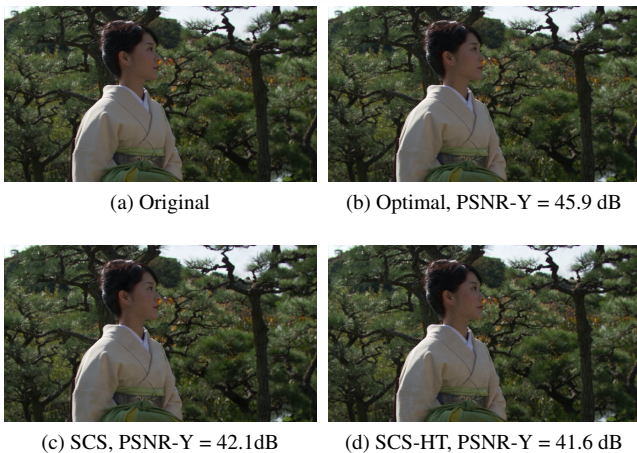 (a) Original
(b) Optimal, PSNR-Y = 45.9 dB
(c) SCS, PSNR-Y = 42.1dB
(d) SCS-HT, PSNR-Y = 41.6 dB